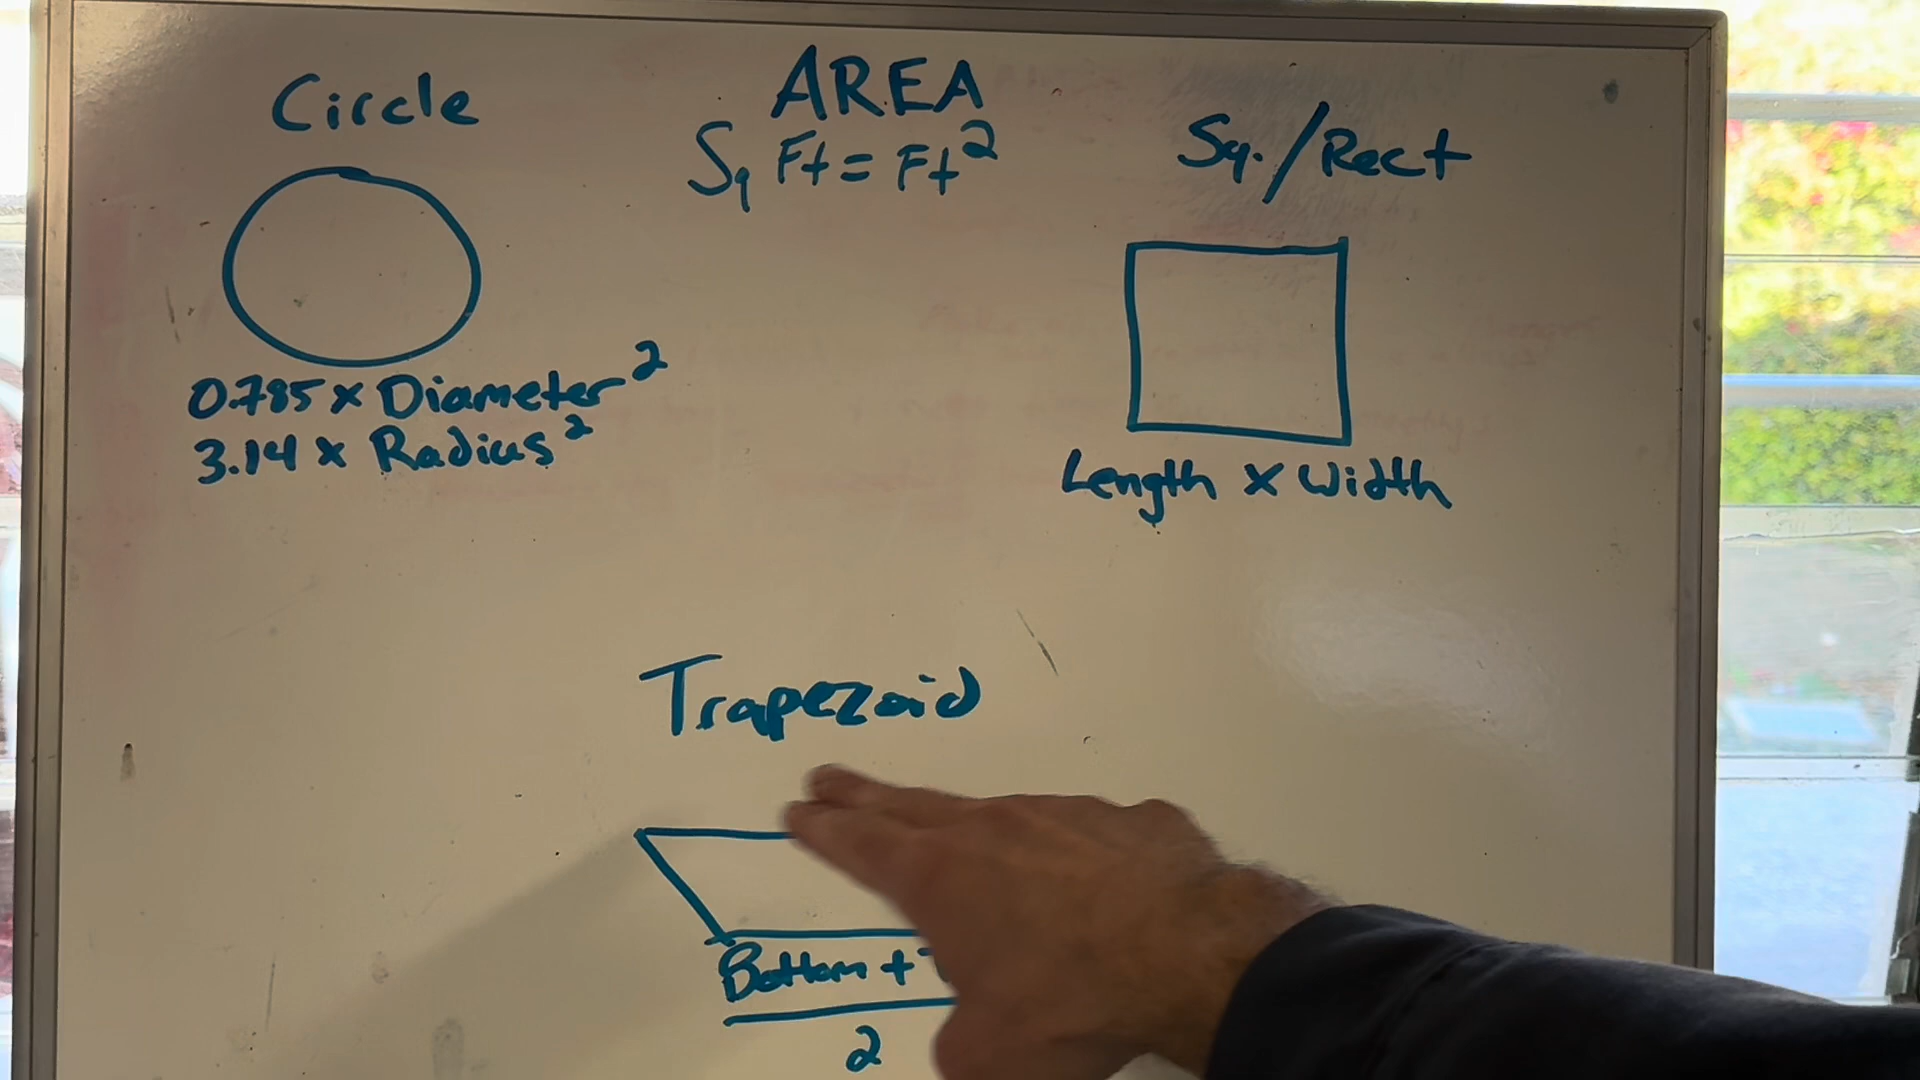 AREA
Sq Ft = Ft²
Circle
0.785 x Diameter²
3.14 x Radius²
Sq./Rect
Length x Width
Trapezoid
Bottom +
2